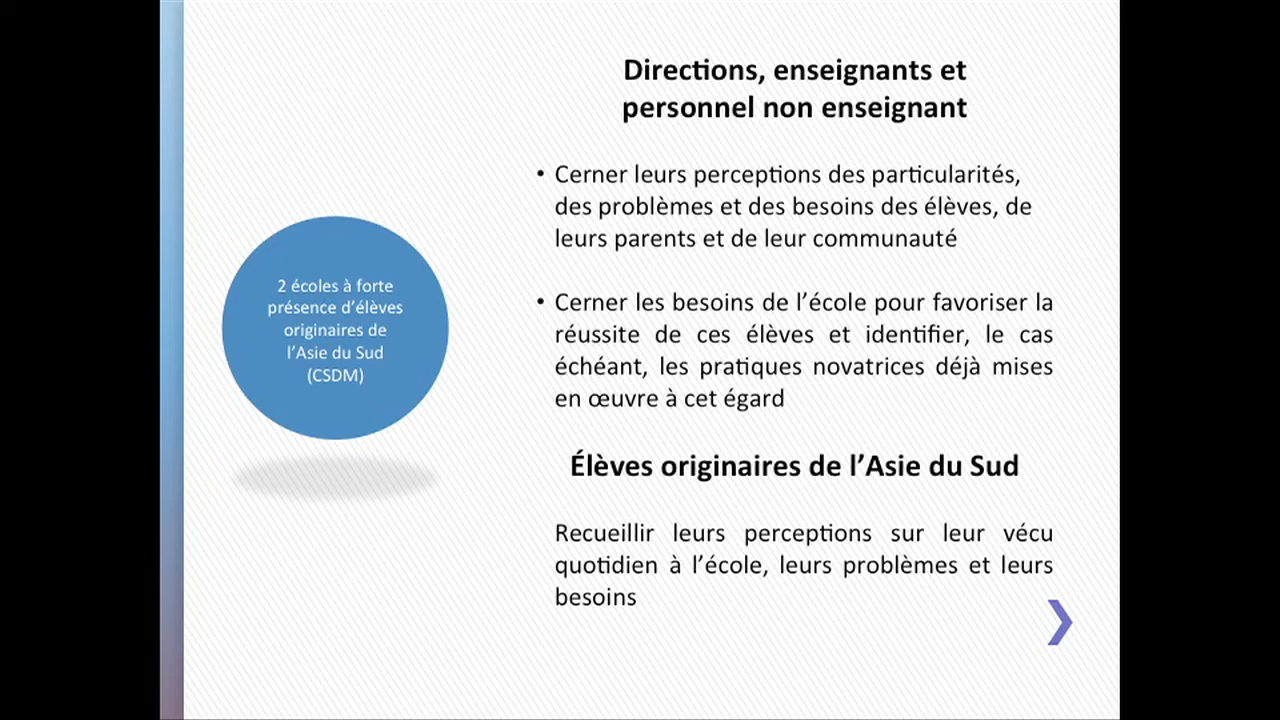 2 écoles à forte
présence d’élèves
originaires de
l’Asie du Sud
(CSDM)
Directions, enseignants et
personnel non enseignant
• Cerner leurs perceptions des particularités,
des problèmes et des besoins des élèves, de
leurs parents et de leur communauté
• Cerner les besoins de l’école pour favoriser la
réussite de ces élèves et identifier, le cas
échéant, les pratiques novatrices déjà mises
en œuvre à cet égard
Élèves originaires de l’Asie du Sud
Recueillir leurs perceptions sur leur vécu
quotidien à l’école, leurs problèmes et leurs
besoins